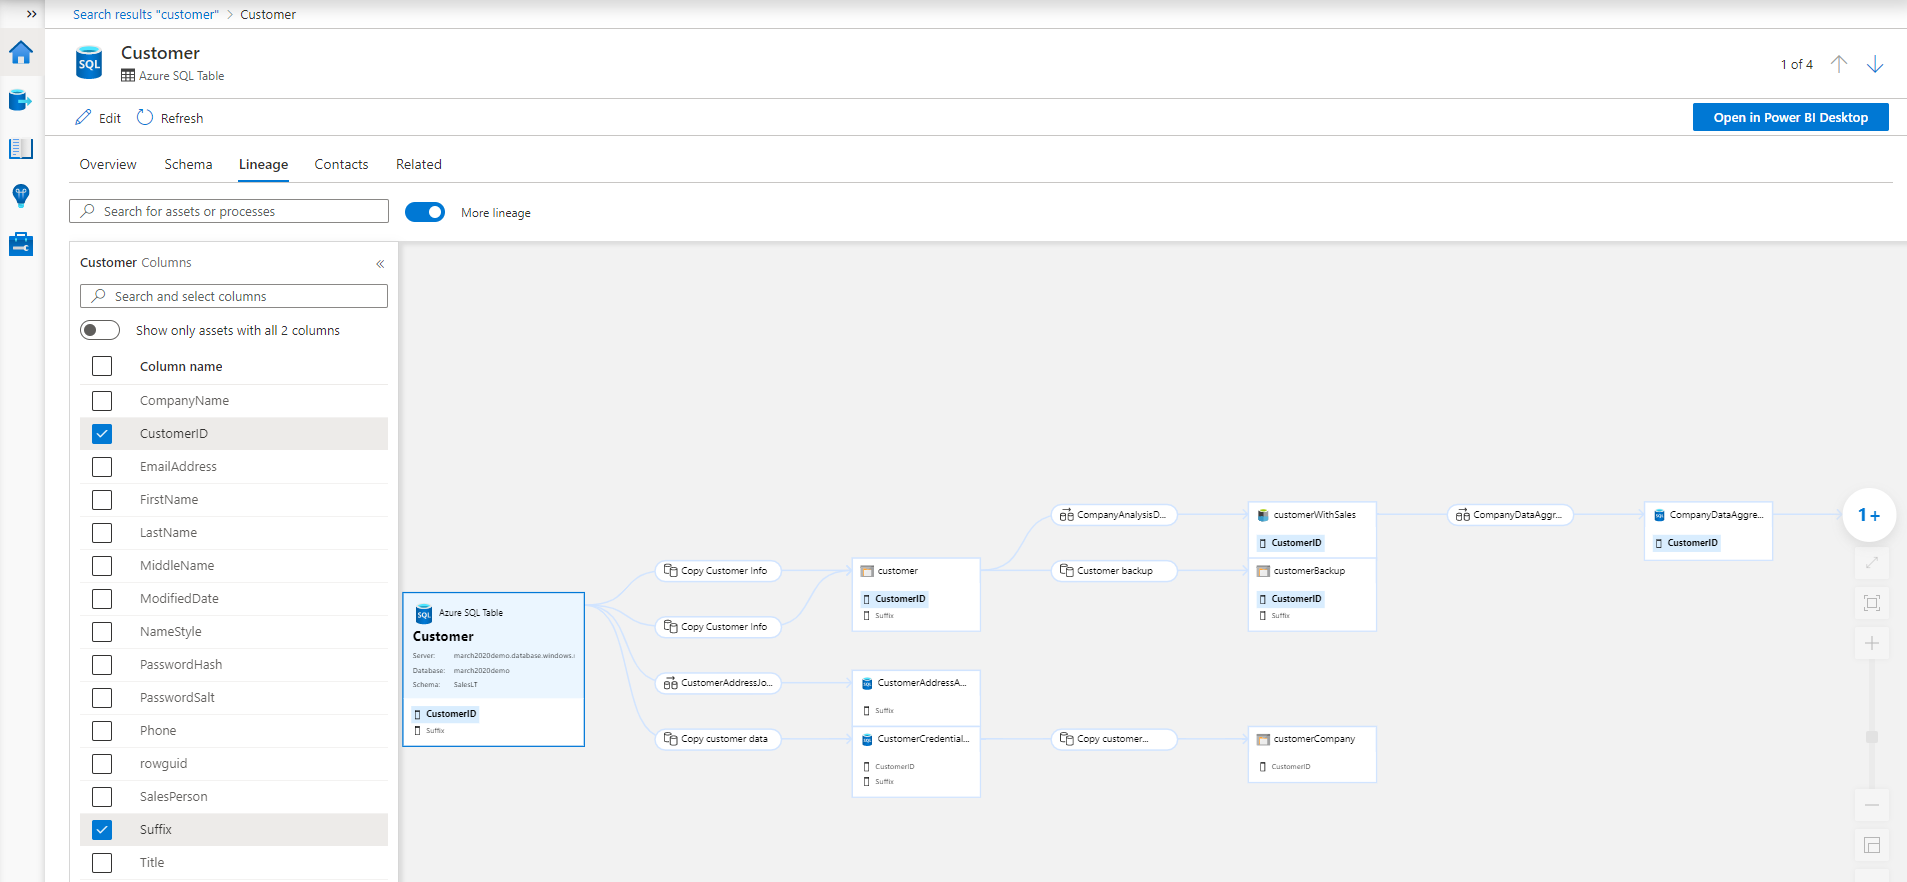 Search results "customer" > Customer
SQL
Customer
Azure SQL Table
1 of 4
Edit
Refresh
Open in Power BI Desktop
Overview
Schema
Lineage
Contacts
Related
Search for assets or processes
More lineage
Customer Columns
Search and select columns
Show only assets with all 2 columns
Column name
CompanyName
CustomerID
EmailAddress
FirstName
LastName
MiddleName
ModifiedDate
NameStyle
PasswordHash
PasswordSalt
Phone
rowguid
SalesPerson
Suffix
Title
SQL
Azure SQL Table
Customer
Server: march2020demo.database.windows.
Database: march2020demo
Schema: SalesLT
CustomerID
Suffix
Copy Customer Info
Copy Customer Info
CustomerAddressJo...
Copy customer data
customer
CustomerID
Suffix
CustomerAddressA...
Suffix
CustomerCredential...
CustomerID
Suffix
CompanyAnalysisD...
Customer backup
Copy customer...
customerWithSales
CustomerID
customerBackup
CustomerID
Suffix
customerCompany
CustomerID
CompanyDataAggr...
CompanyDataAggre...
CustomerID
1+